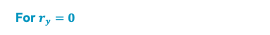 For r_y = 0